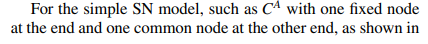 For the simple SN model, such as C^A with one fixed node
at the end and one common node at the other end, as shown in